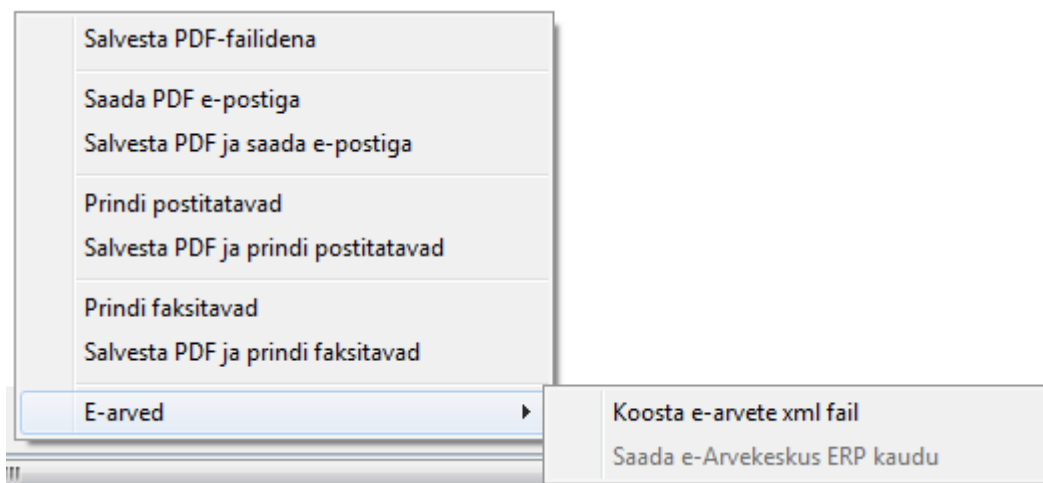 Salvesta PDF-failidena
Saada PDF e-postiga
Salvesta PDF ja saada e-postiga
Prindi postitatavad
Salvesta PDF ja prindi postitatavad
Prindi faksitavad
Salvesta PDF ja prindi faksitavad
E-arved
Koosta e-arvete xml fail
Saada e-Arvekeskus ERP kaudu